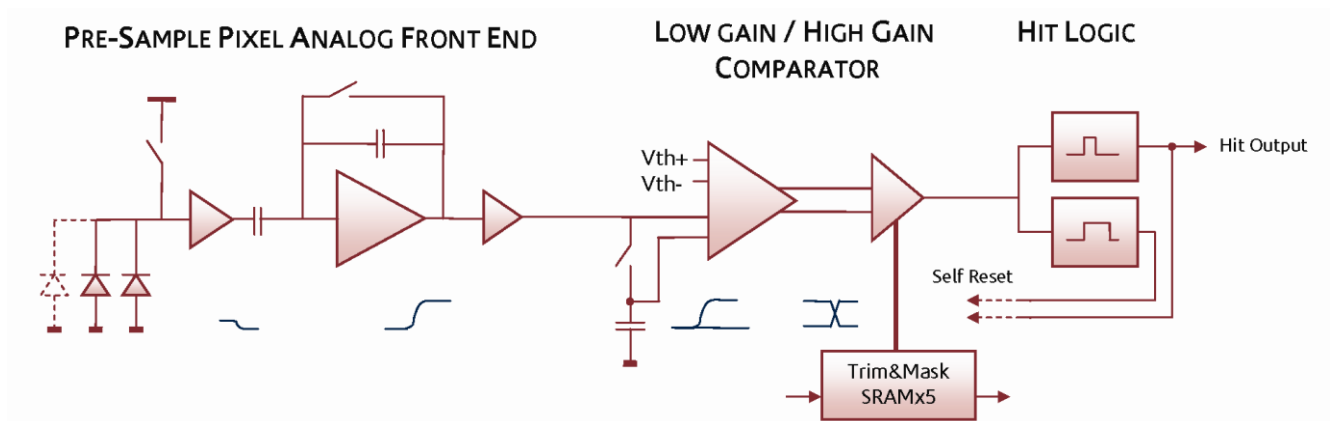 PRE-SAMPLE PIXEL ANALOG FRONT END
LOW GAIN / HIGH GAIN
COMPARATOR
HIT LOGIC
Vth+
Vth-
Hit Output
Self Reset
Trim&Mask
SRAMx5